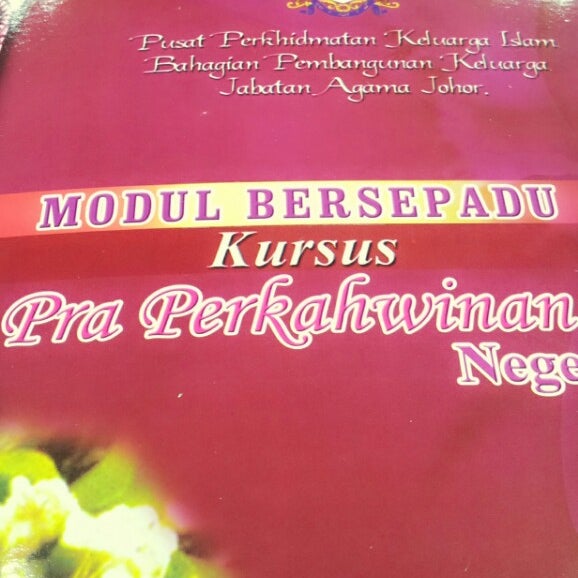 Pusat Perkhidmatan Keluarga Islam
Bahagian Pembangunan Keluarga
Jabatan Agama Johor.
MODUL BERSEPADU
Kursus
Pra Perkahwinan
Nege